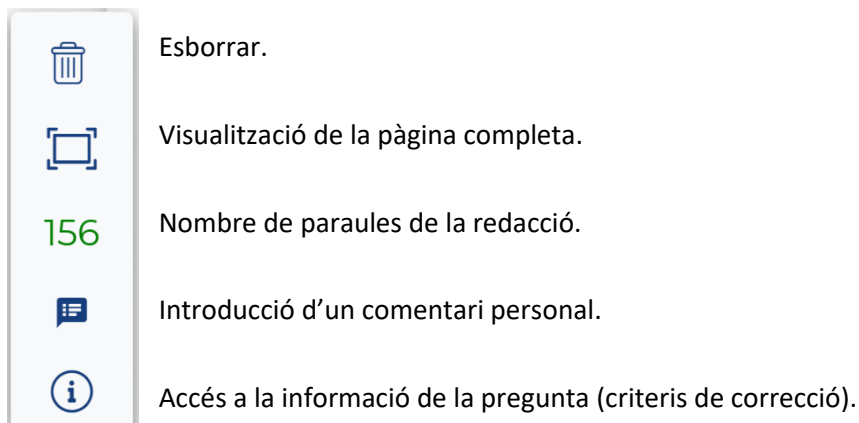 Esborrar.
Visualització de la pàgina completa.
156 Nombre de paraules de la redacció.
Introducció d’un comentari personal.
Accés a la informació de la pregunta (criteris de correcció).